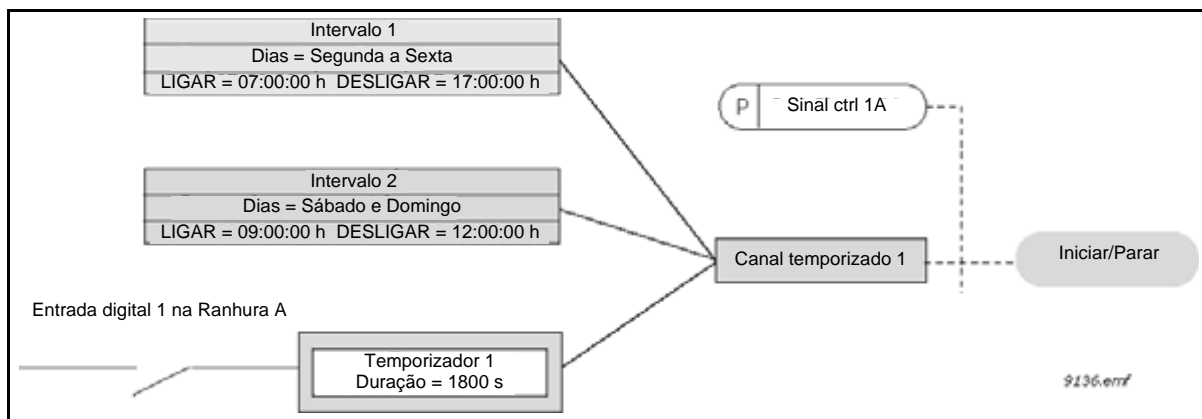 Intervalo 1
Dias = Segunda a Sexta
LIGAR = 07:00:00 h DESLIGAR = 17:00:00 h
P Sinal ctrl 1A
Intervalo 2
Dias = Sábado e Domingo
LIGAR = 09:00:00 h DESLIGAR = 12:00:00 h
Canal temporizado 1
Iniciar/Parar
Entrada digital 1 na Ranhura A
Temporizador 1
Duração = 1800 s
9136.emf